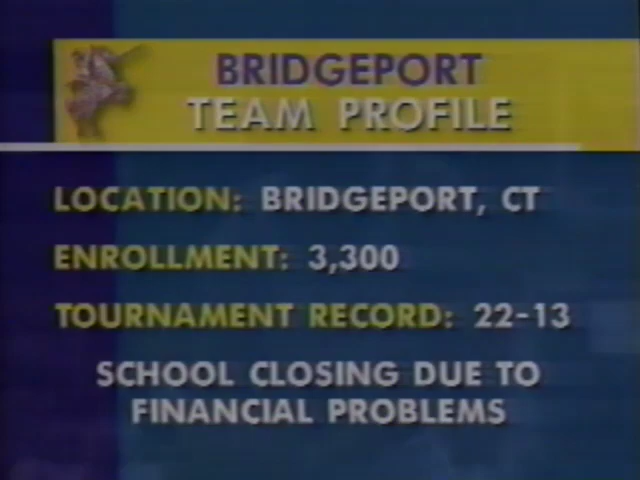 BRIDGEPORT
TEAM PROFILE
LOCATION: BRIDGEPORT, CT
ENROLLMENT: 3,300
TOURNAMENT RECORD: 22-13
SCHOOL CLOSING DUE TO
FINANCIAL PROBLEMS